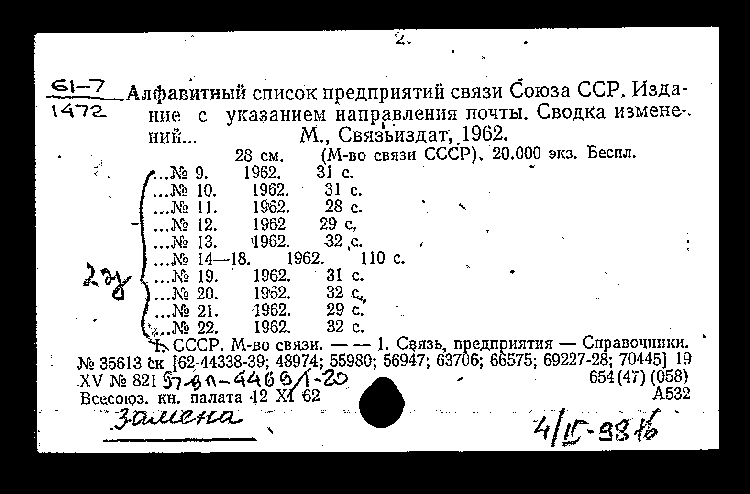 2.
61-7
1472
Алфавитный список предприятий связи Союза ССР. Изда-
ние с указанием направления почты. Сводка измене-
ний... М., Связьиздат, 1962.
28 см. (М-во связи СССР). 20.000 экз. Беспл.
...№ 9. 1962. 31 с.
...№ 10. 1962. 31 с.
...№ 11. 1962. 28 с.
...№ 12. 1962 29 с.
...№ 13. 1962. 32 с.
...№ 14—18. 1962. 110 с.
...№ 19. 1962. 31 с.
...№ 20. 1962. 32 с.
...№ 21. 1962. 29 с.
...№ 22. 1962. 32 с.
2 эк
1. СССР. М-во связи. — — 1. Связь, предприятия — Справочники.
№ 35613 ск [62-44338-39; 48974; 55980; 56947; 63706; 66575; 69227-28; 70445] 19
XV № 821 654(47)(058)
Всесоюз. кн. палата 12 XI 62 А532
Замена